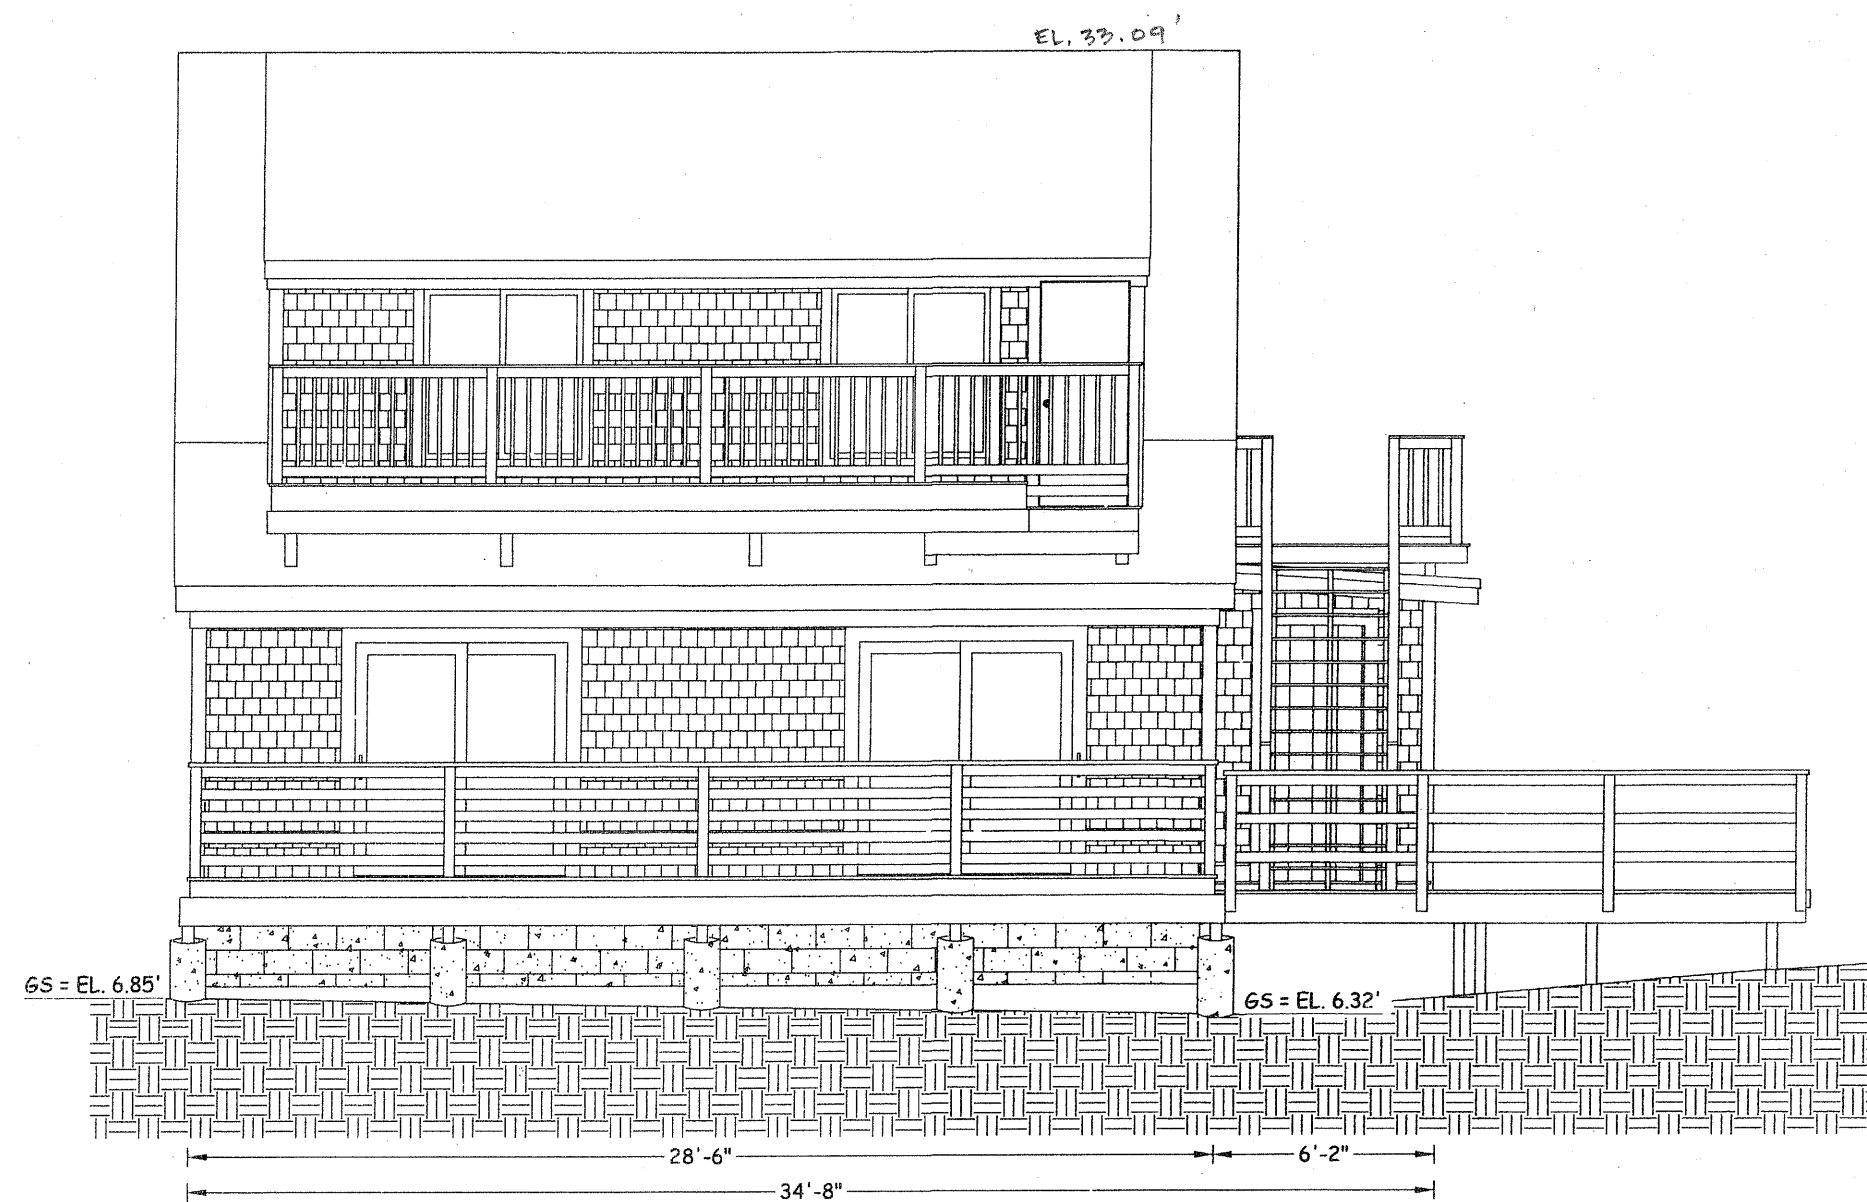 EL. 33.09'
GS = EL. 6.85'
GS = EL. 6.32'
28'-6"
6'-2"
34'-8"